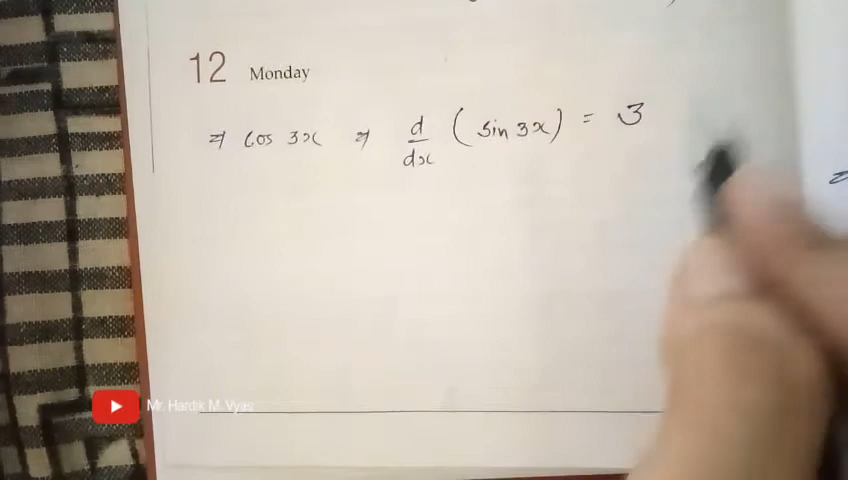 12 Monday
⇒ cos 3x ⇒ d/dx (sin 3x) = 3
Mr. Hardik M. Vyas